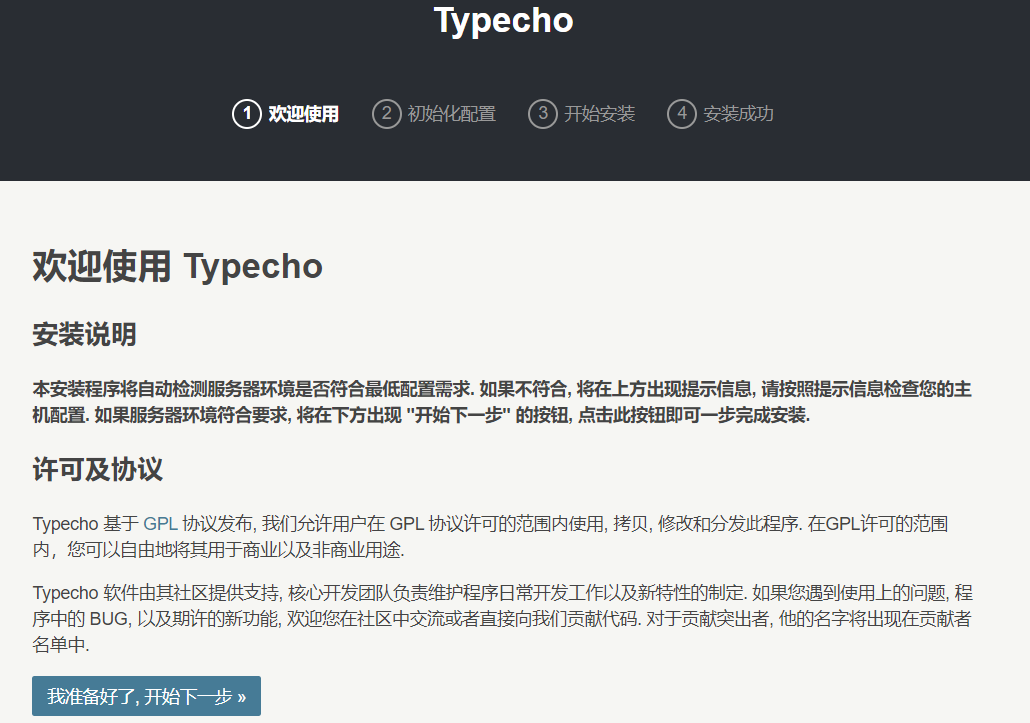 Typecho
1 欢迎使用 2 初始化配置 3 开始安装 4 安装成功
欢迎使用 Typecho
安装说明
本安装程序将自动检测服务器环境是否符合最低配置需求. 如果不符合, 将在上方出现提示信息, 请按照提示信息检查您的主
机配置. 如果服务器环境符合要求, 将在下方出现 "开始下一步" 的按钮, 点击此按钮即可一步完成安装.
许可及协议
Typecho 基于 GPL 协议发布, 我们允许用户在 GPL 协议许可的范围内使用, 拷贝, 修改和分发此程序. 在GPL许可的范围
内，您可以自由地将其用于商业以及非商业用途.
Typecho 软件由其社区提供支持, 核心开发团队负责维护程序日常开发工作以及新特性的制定. 如果您遇到使用上的问题, 程
序中的 BUG, 以及期许的新功能, 欢迎您在社区中交流或者直接向我们贡献代码. 对于贡献突出者, 他的名字将出现在贡献者
名单中.
我准备好了, 开始下一步 »